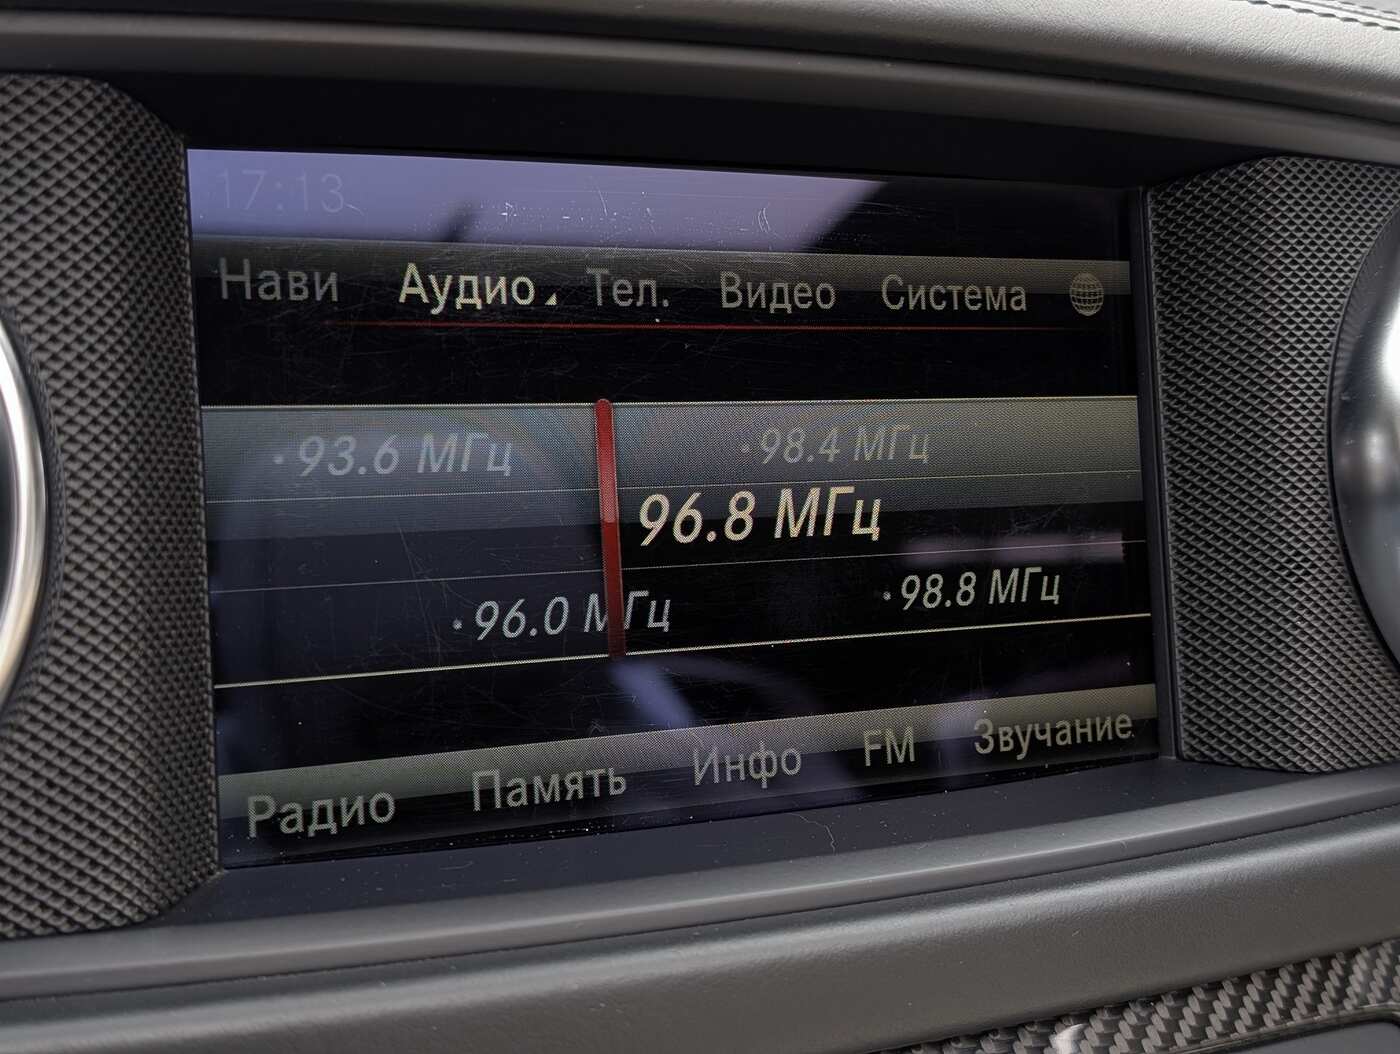 17:13
Нави Аудио Тел. Видео Система
·93.6 МГц ·98.4 МГц
96.8 МГц
·96.0 МГц ·98.8 МГц
Радио Память Инфо FM Звучание